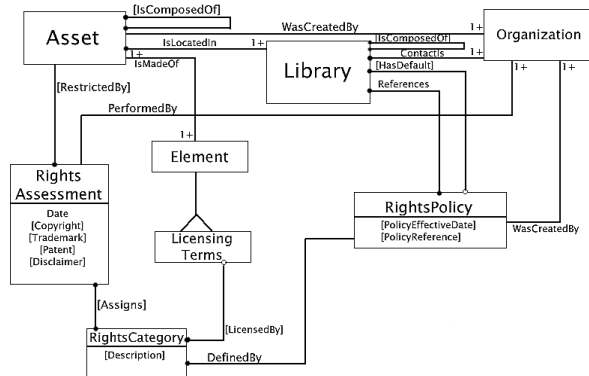 [IsComposedOf]
Asset
WasCreatedBy
1+
Organization
IsLocatedIn
1+
[IsComposedOf]
1+
IsMadeOf
Library
ContactIs
1+
[HasDefault]
1+
1+
References
[RestrictedBy]
PerformedBy
1+
Element
Rights
Assessment
Date
[Copyright]
[Trademark]
[Patent]
[Disclaimer]
RightsPolicy
[PolicyEffectiveDate]
[PolicyReference]
WasCreatedBy
Licensing
Terms
[Assigns]
[LicensedBy]
RightsCategory
[Description]
DefinedBy